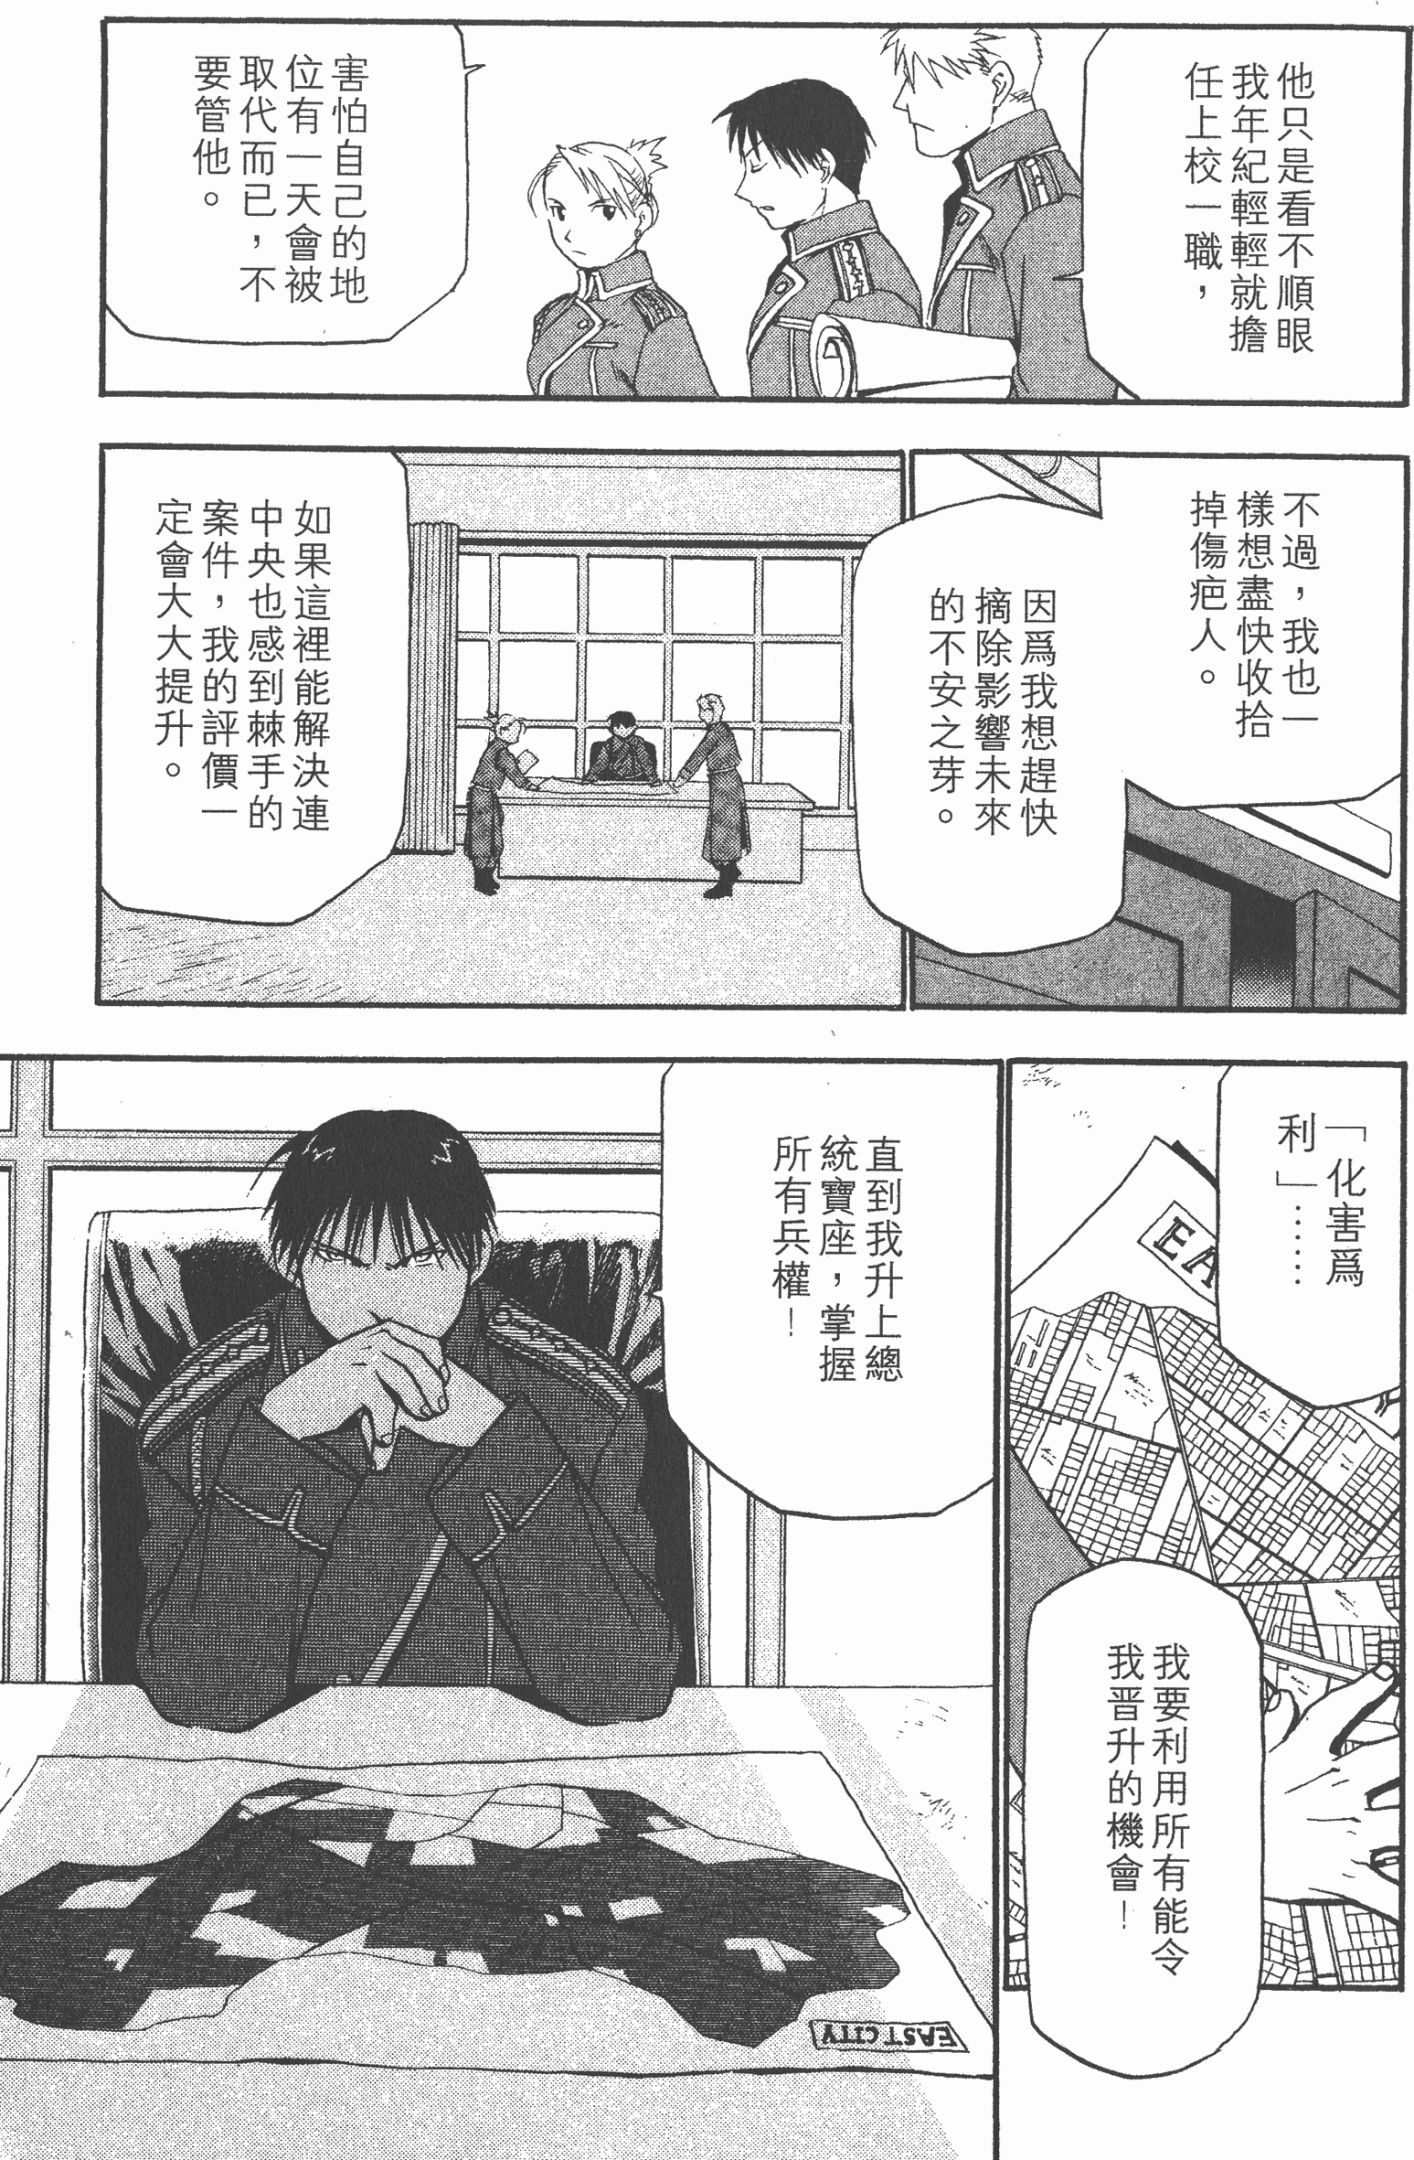 他只是看不順眼
我年紀輕輕就擔
任上校一職，
害怕自己的地
位有一天會被
取代而已，不
要管他。
不過，我也一
樣想盡快收拾
掉傷疤人。
因爲我想趕快
摘除影響未來
的不安之芽。
如果這裡能解決連
中央也感到棘手的
案件，我的評價一
定會大大提升。
「化害爲
利」……
EA
我要利用所有能令
我晉升的機會！
直到我升上總
統寶座，掌握
所有兵權！
EAST CITY